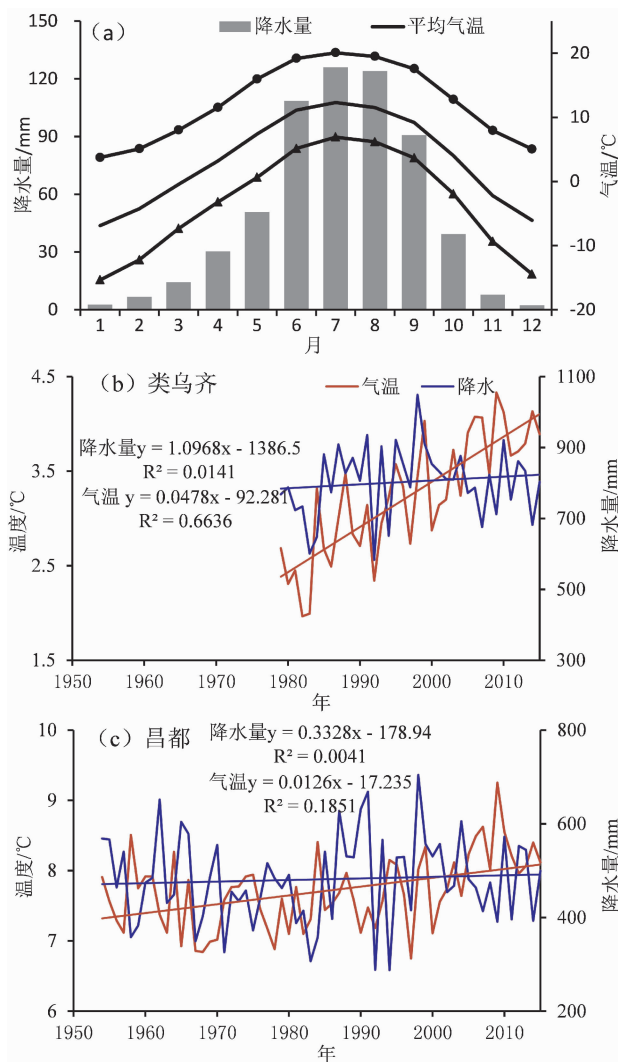 (a)
降水量 平均气温
150
120
90
60
30
0
降水量/mm
20
10
0
-10
-20
气温/℃
1 2 3 4 5 6 7 8 9 10 11 12
月
(b) 类乌齐
气温 降水
4.5
3.5
2.5
1.5
温度/℃
降水量y = 1.0968x - 1386.5
R² = 0.0141
气温 y = 0.0478x - 92.281
R² = 0.6636
1100
900
700
500
300
降水量/mm
1950 1960 1970 1980 1990 2000 2010
年
(c) 昌都
降水量y = 0.3328x - 178.94
R² = 0.0041
气温y = 0.0126x - 17.235
R² = 0.1851
10
9
8
7
6
温度/℃
800
600
400
200
降水量/mm
1950 1960 1970 1980 1990 2000 2010
年